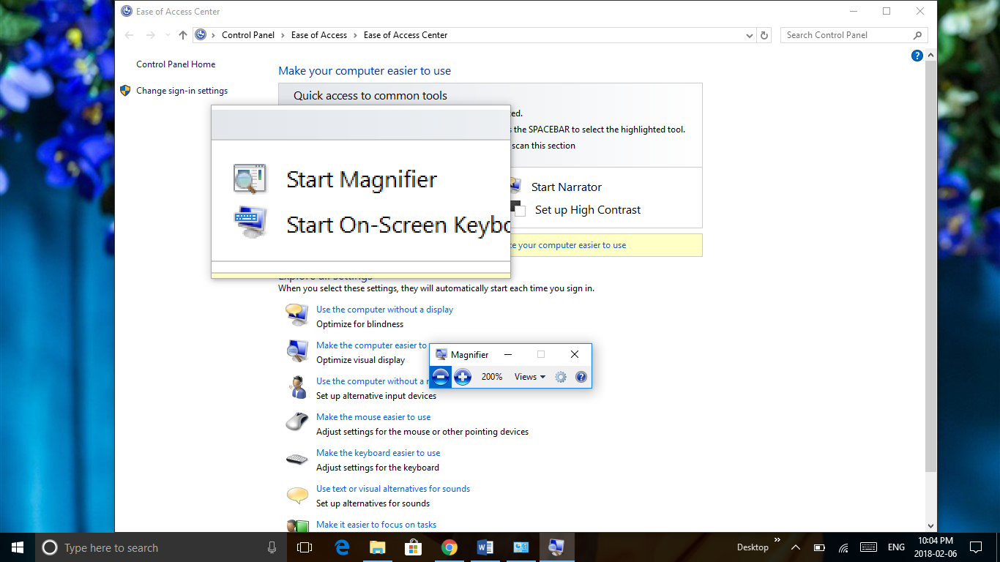 Ease of Access Center
Control Panel › Ease of Access › Ease of Access Center
Search Control Panel
Control Panel Home
Change sign-in settings
Make your computer easier to use
Quick access to common tools
ed.
the SPACEBAR to select the highlighted tool.
scan this section
Start Magnifier
Start On-Screen Keybo
Start Narrator
Set up High Contrast
your computer easier to use
Explore all settings
When you select these settings, they will automatically start each time you sign in.
Use the computer without a display
Optimize for blindness
Make the computer easier to
Optimize visual display
Use the computer without a
Set up alternative input devices
Magnifier
200% Views
Make the mouse easier to use
Adjust settings for the mouse or other pointing devices
Make the keyboard easier to use
Adjust settings for the keyboard
Use text or visual alternatives for sounds
Set up alternatives for sounds
Make it easier to focus on tasks
Type here to search
Desktop
ENG
10:04 PM
2018-02-06